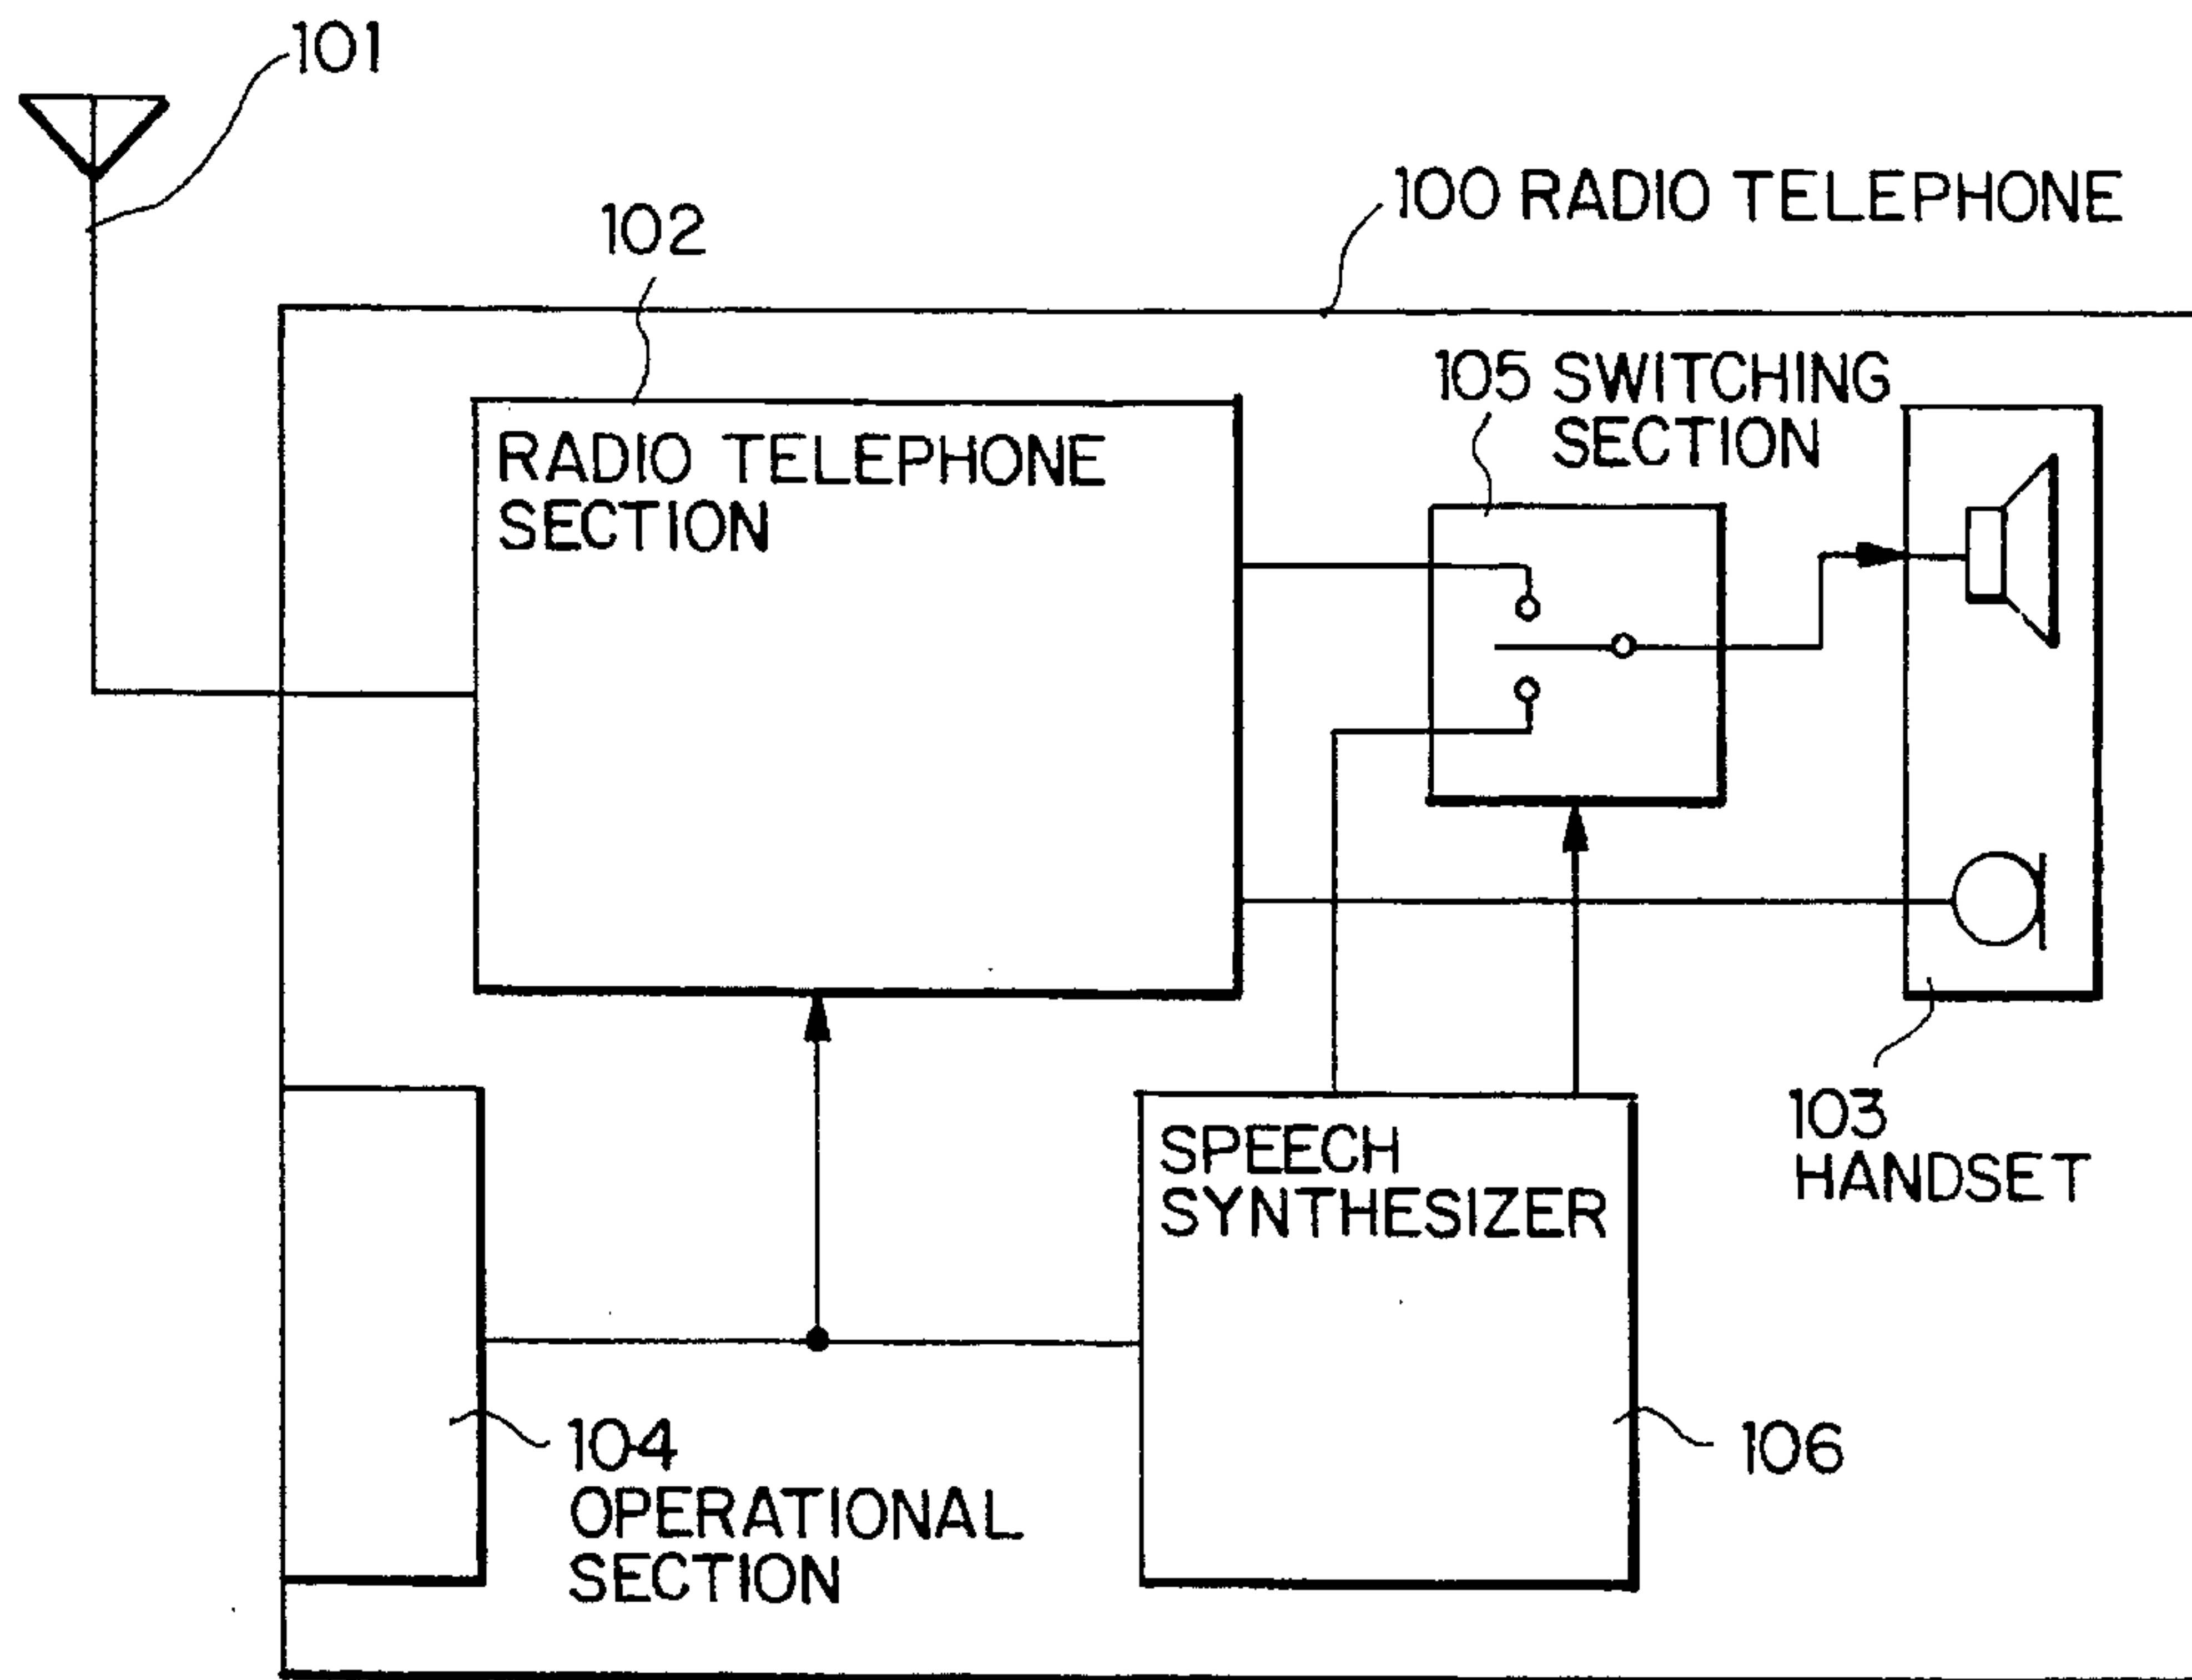 101
100 RADIO TELEPHONE
102
105 SWITCHING
SECTION
RADIO TELEPHONE
SECTION
103
HANDSET
SPEECH
SYNTHESIZER
104
OPERATIONAL
SECTION
106